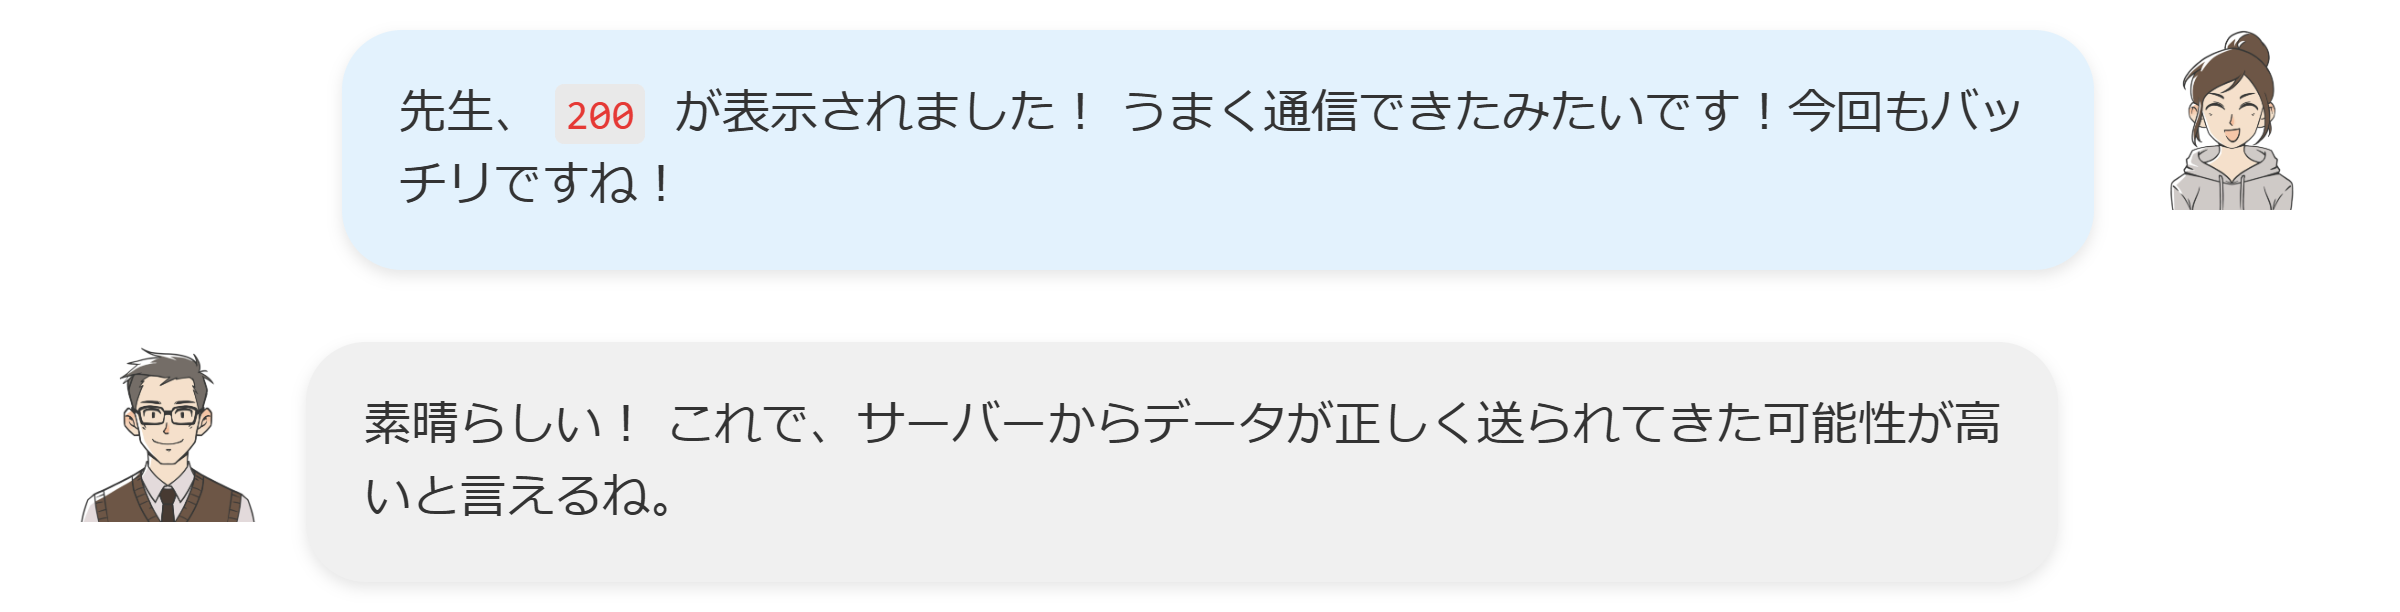 先生、 200 が表示されました！ うまく通信できたみたいです！今回もバッ
チリですね！
素晴らしい！ これで、サーバーからデータが正しく送られてきた可能性が高
いと言えるね。